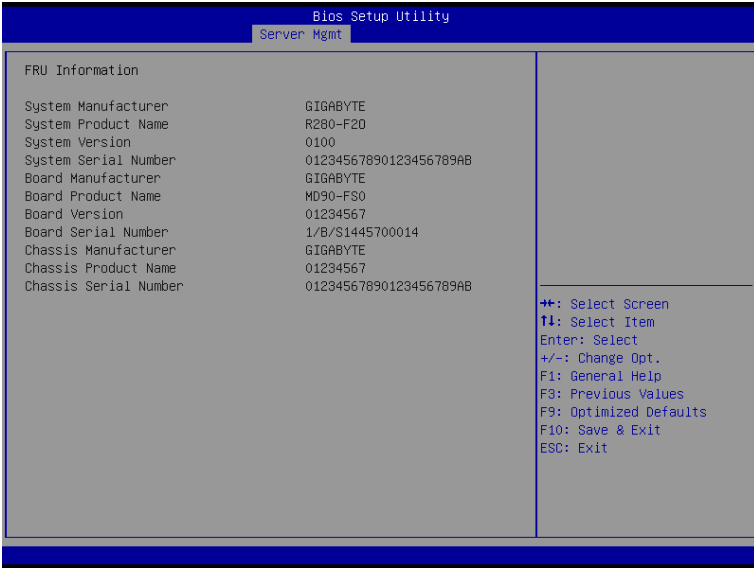 Bios Setup Utility
Server Mgmt
FRU Information
System Manufacturer GIGABYTE
System Product Name R280-F2O
System Version 0100
System Serial Number 01234567890123456789AB
Board Manufacturer GIGABYTE
Board Product Name MD90-FS0
Board Version 01234567
Board Serial Number 1/B/S1445700014
Chassis Manufacturer GIGABYTE
Chassis Product Name 01234567
Chassis Serial Number 01234567890123456789AB
→←: Select Screen
↑↓: Select Item
Enter: Select
+/-: Change Opt.
F1: General Help
F3: Previous Values
F9: Optimized Defaults
F10: Save & Exit
ESC: Exit